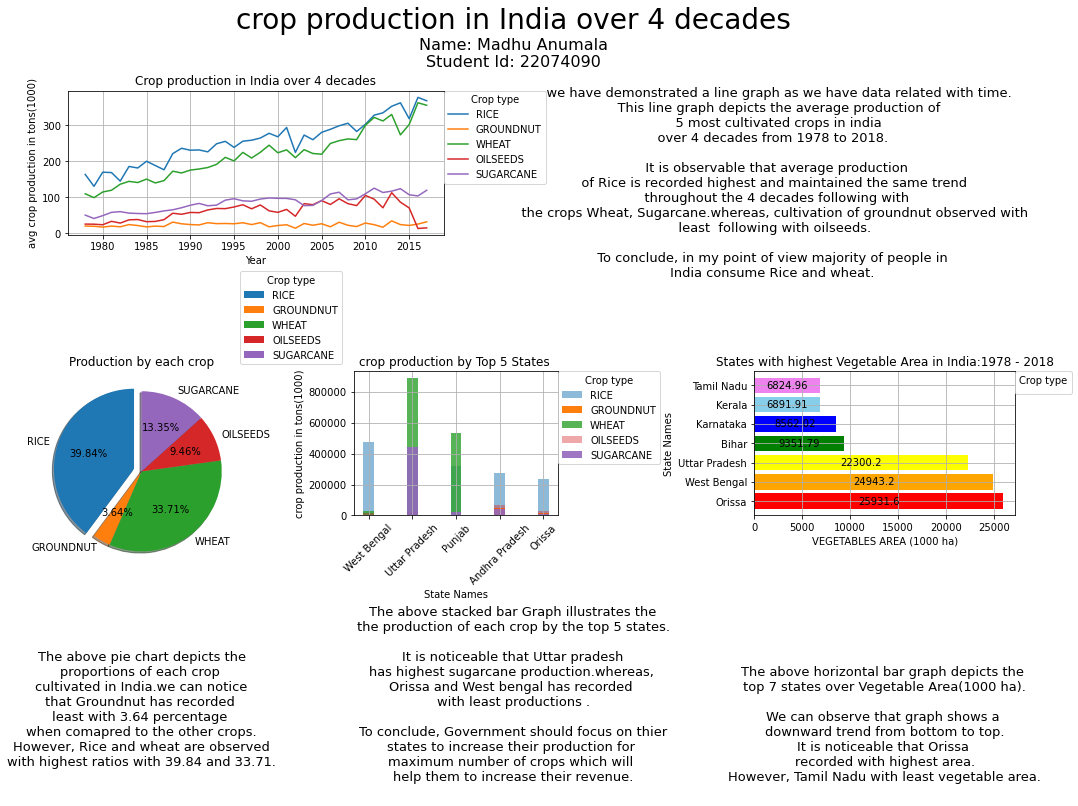 crop production in India over 4 decades
Name: Madhu Anumala
Student Id: 22074090
Crop production in India over 4 decades
avg crop production in tons(1000)
300
200
100
0
1980 1985 1990 1995 2000 2005 2010 2015
Year
Crop type
RICE
GROUNDNUT
WHEAT
OILSEEDS
SUGARCANE
we have demonstrated a line graph as we have data related with time.
This line graph depicts the average production of
5 most cultivated crops in india
over 4 decades from 1978 to 2018.
It is observable that average production
of Rice is recorded highest and maintained the same trend
throughout the 4 decades following with
the crops Wheat, Sugarcane.whereas, cultivation of groundnut observed with
least  following with oilseeds.
To conclude, in my point of view majority of people in
India consume Rice and wheat.
Crop type
RICE
GROUNDNUT
WHEAT
OILSEEDS
SUGARCANE
Production by each crop
SUGARCANE
OILSEEDS
RICE
WHEAT
GROUNDNUT
13.35%
9.46%
39.84%
33.71%
3.64%
crop production by Top 5 States
crop production in tons(1000)
800000
600000
400000
200000
0
West Bengal
Uttar Pradesh
Punjab
Andhra Pradesh
Orissa
State Names
Crop type
RICE
GROUNDNUT
WHEAT
OILSEEDS
SUGARCANE
States with highest Vegetable Area in India:1978 - 2018
State Names
Crop type
Tamil Nadu 6824.96
Kerala 6891.91
Karnataka
Bihar 9351.79
Uttar Pradesh 22300.2
West Bengal 24943.2
Orissa 25931.6
0 5000 10000 15000 20000 25000
VEGETABLES AREA (1000 ha)
The above pie chart depicts the
proportions of each crop
cultivated in India.we can notice
that Groundnut has recorded
least with 3.64 percentage
when comapred to the other crops.
However, Rice and wheat are observed
with highest ratios with 39.84 and 33.71.
The above stacked bar Graph illustrates the
the production of each crop by the top 5 states.
It is noticeable that Uttar pradesh
has highest sugarcane production.whereas,
Orissa and West bengal has recorded
with least productions .
To conclude, Government should focus on thier
states to increase their production for
maximum number of crops which will
help them to increase their revenue.
The above horizontal bar graph depicts the
top 7 states over Vegetable Area(1000 ha).
We can observe that graph shows a
downward trend from bottom to top.
It is noticeable that Orissa
recorded with highest area.
However, Tamil Nadu with least vegetable area.